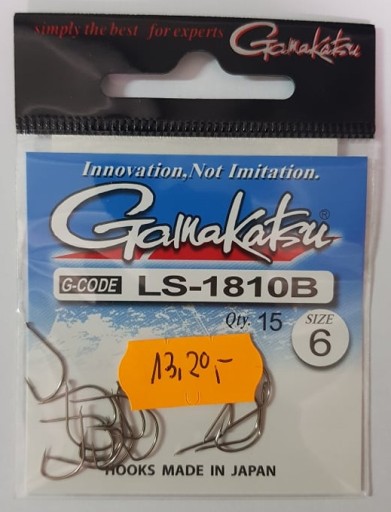 simply the best for experts Gamakatsu
Innovation,Not Imitation.
Gamakatsu®
G-CODE LS-1810B
Qty. 15 SIZE
6
13,20,-
HOOKS MADE IN JAPAN